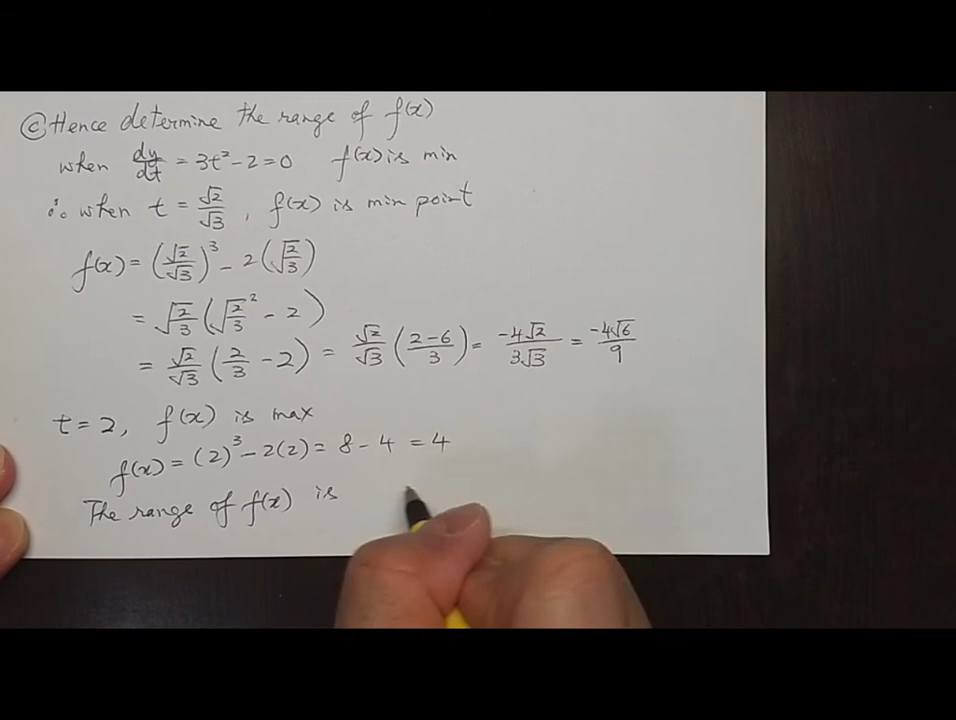 ⓒ Hence determine the range of f(x)
when dy/dt = 3t² - 2 = 0 f(x) is min
∴ when t = √2/√3, f(x) is min point
f(x) = (√2/√3)³ - 2(√(2/3))
= √(2/3)(√(2/3)² - 2)
= √2/√3(2/3 - 2) = √2/√3((2-6)/3) = -4√2/3√3 = -4√6/9
t = 2, f(x) is max
f(x) = (2)³ - 2(2) = 8 - 4 = 4
The range of f(x) is